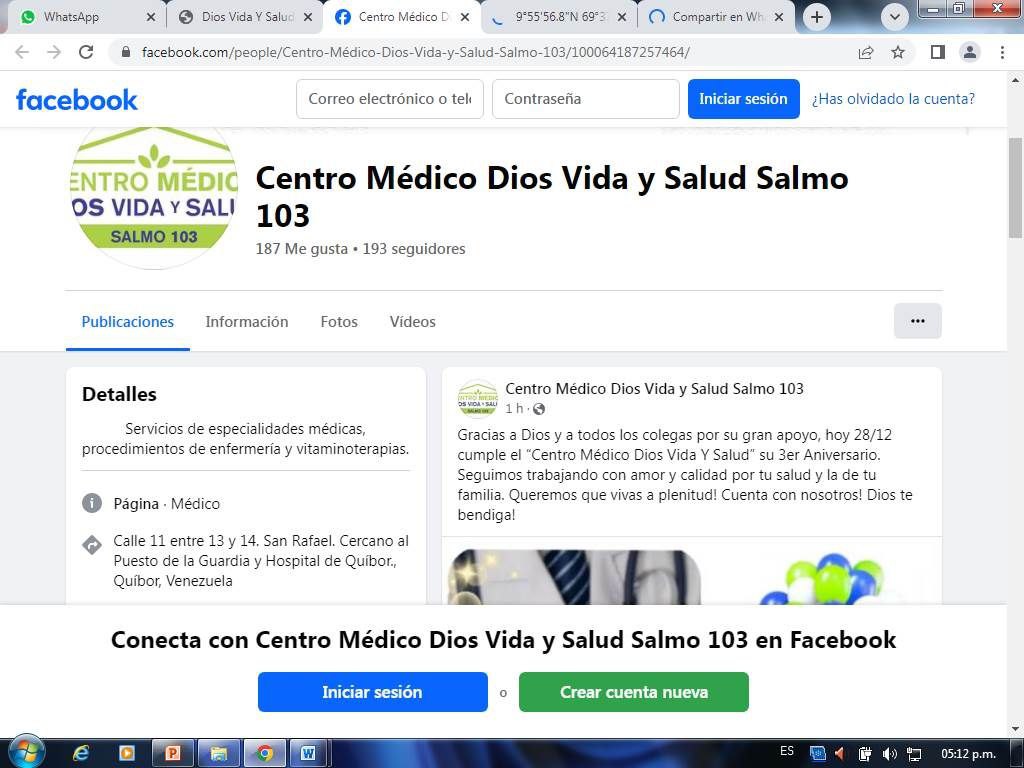 WhatsApp
Dios Vida Y Salud
Centro Médico D
9°55'56.8"N 69°3
Compartir en Wh
facebook.com/people/Centro-Médico-Dios-Vida-y-Salud-Salmo-103/100064187257464/
facebook
Correo electrónico o telé
Contraseña
Iniciar sesión
¿Has olvidado la cuenta?
ENTRO MÉDIC
OS VIDA Y SALU
SALMO 103
Centro Médico Dios Vida y Salud Salmo
103
187 Me gusta • 193 seguidores
Publicaciones
Información
Fotos
Vídeos
Detalles
Servicios de especialidades médicas,
procedimientos de enfermería y vitaminoterapias.
Página · Médico
Calle 11 entre 13 y 14. San Rafael. Cercano al
Puesto de la Guardia y Hospital de Quíbor.,
Quíbor, Venezuela
Centro Médico Dios Vida y Salud Salmo 103
1 h ·
Gracias a Dios y a todos los colegas por su gran apoyo, hoy 28/12
cumple el “Centro Médico Dios Vida Y Salud” su 3er Aniversario.
Seguimos trabajando con amor y calidad por tu salud y la de tu
familia. Queremos que vivas a plenitud! Cuenta con nosotros! Dios te
bendiga!
Conecta con Centro Médico Dios Vida y Salud Salmo 103 en Facebook
Iniciar sesión
o
Crear cuenta nueva
ES
05:12 p.m.